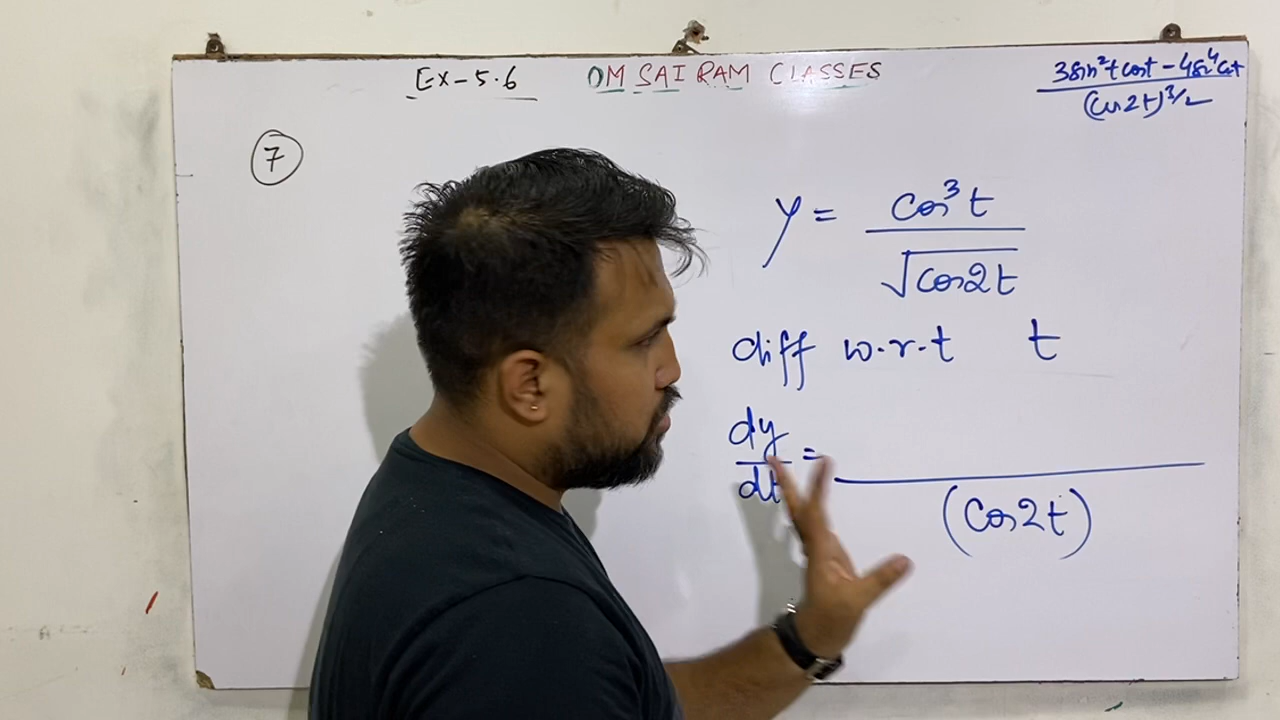 Ex-5.6 OM SAI RAM CLASSES
3sin²t cost - 4sin⁴t cost
(cos2t)^3/2
7
y = cos³t
√cos2t
diff w.r.t t
dy/dt =
(cos2t)